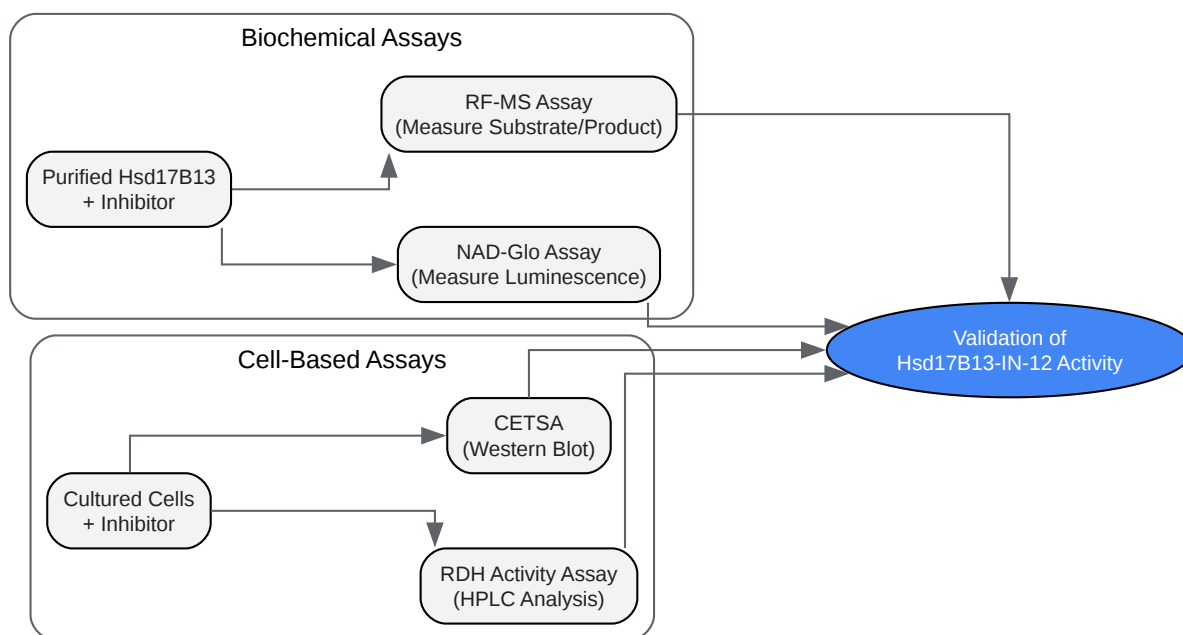 Biochemical Assays
RF-MS Assay
(Measure Substrate/Product)
Purified Hsd17B13
+ Inhibitor
NAD-Glo Assay
(Measure Luminescence)
Validation of
Hsd17B13-IN-12 Activity
Cell-Based Assays
CETSA
(Western Blot)
Cultured Cells
+ Inhibitor
RDH Activity Assay
(HPLC Analysis)